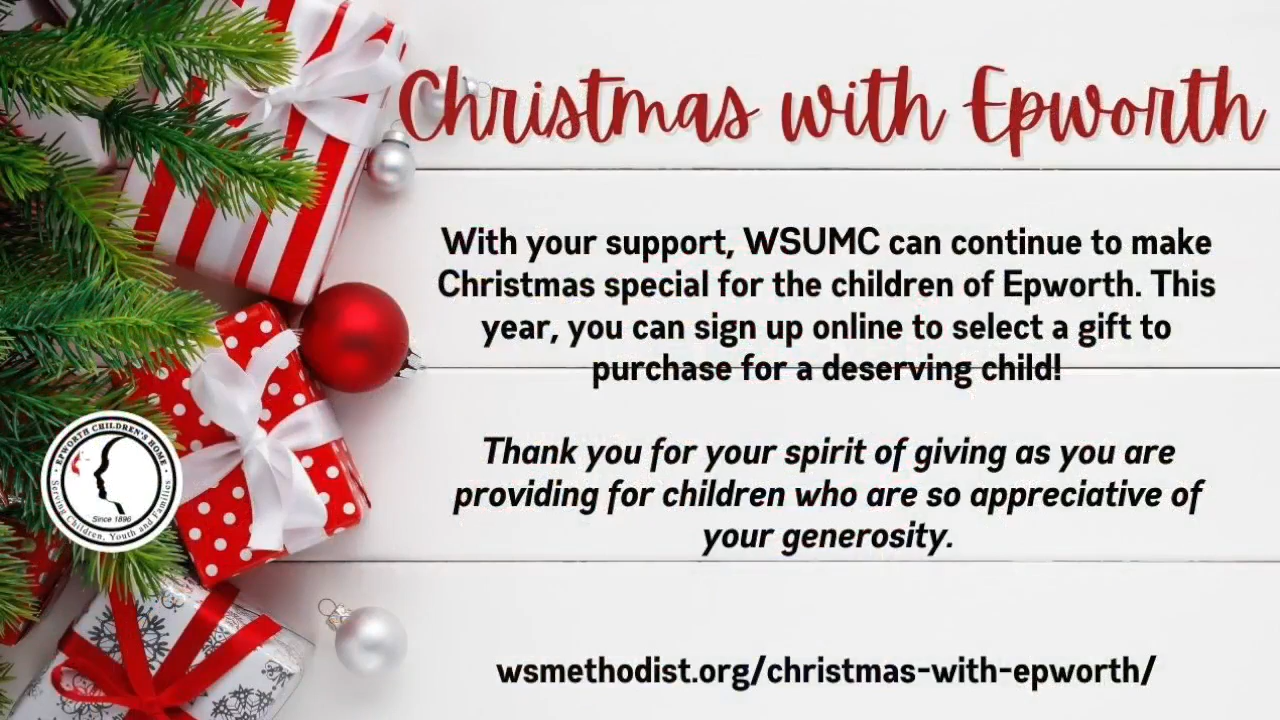 Christmas with Epworth
With your support, WSUMC can continue to make
Christmas special for the children of Epworth. This
year, you can sign up online to select a gift to
purchase for a deserving child!
Thank you for your spirit of giving as you are
providing for children who are so appreciative of
your generosity.
EPWORTH CHILDREN'S HOME
Since 1896
Serving Children, Youth and Families
wsmethodist.org/christmas-with-epworth/